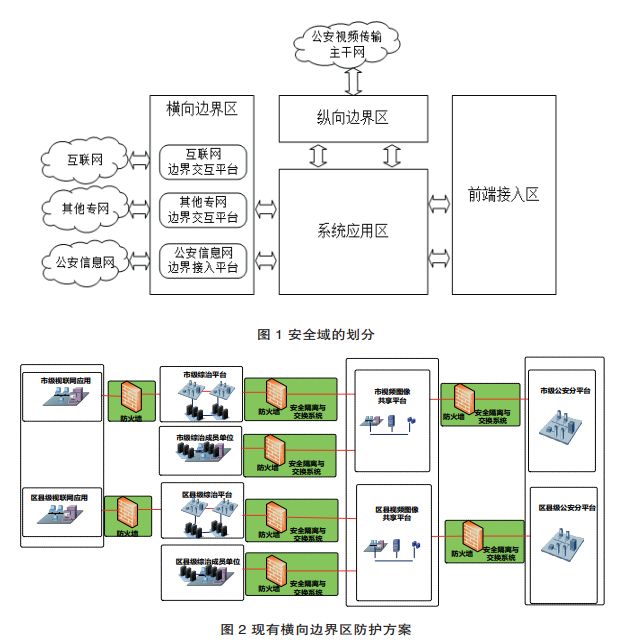 公安视频传输
主干网
横向边界区
纵向边界区
前端接入区
互联网
互联网
边界交互平台
其他专网
其他专网
边界交互平台
系统应用区
公安信息网
公安信息网
边界接入平台
图 1 安全域的划分
市级视联网应用
防火墙
市级综治平台
防火墙
安全隔离与
交换系统
市视频图像
共享平台
防火墙
安全隔离与
交换系统
市级公安分平台
市级综治成员单位
防火墙
安全隔离与
交换系统
区县级视联网应用
防火墙
区县级综治平台
防火墙
安全隔离与
交换系统
区县视频图像
共享平台
防火墙
安全隔离与
交换系统
区县级公安分平台
区县级综治成员单位
防火墙
安全隔离与
交换系统
图 2 现有横向边界区防护方案